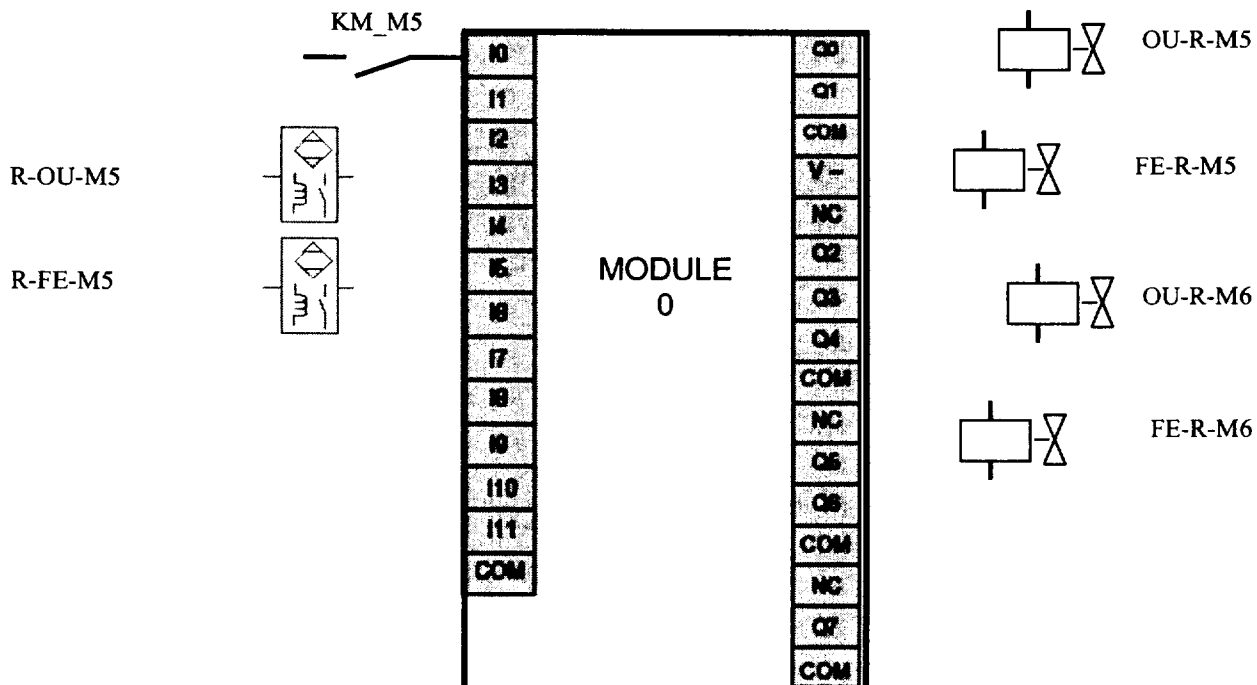 KM_M5
R-OU-M5
R-FE-M5
I0
I1
I2
I3
I4
I5
I6
I7
I8
I9
I10
I11
COM
MODULE
0
Q0
Q1
COM
V –
NC
Q2
Q3
Q4
COM
NC
Q5
Q6
COM
NC
Q7
COM
OU-R-M5
FE-R-M5
OU-R-M6
FE-R-M6